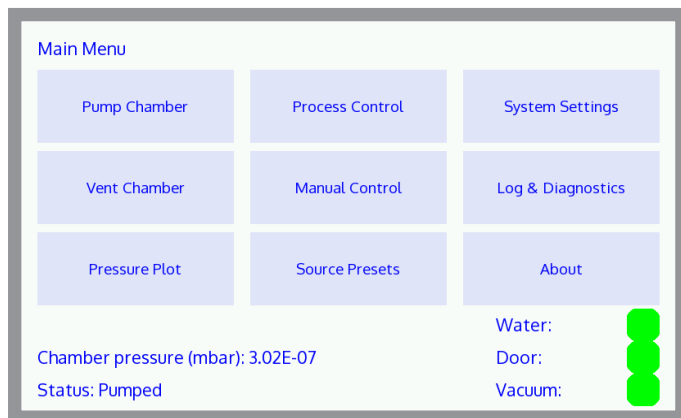 Main Menu
Pump Chamber Process Control System Settings
Vent Chamber Manual Control Log & Diagnostics
Pressure Plot Source Presets About
Water:
Chamber pressure (mbar): 3.02E-07 Door:
Status: Pumped Vacuum: